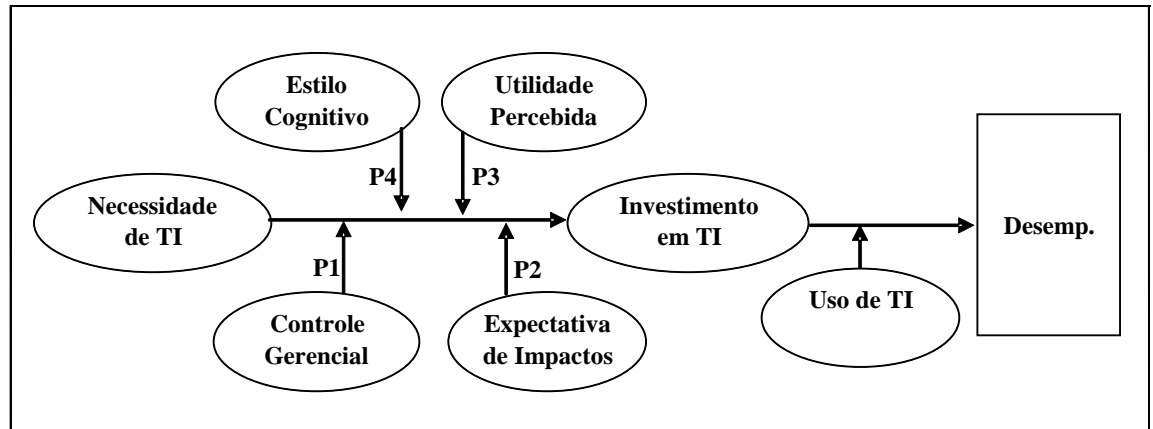 Estilo
Cognitivo
Utilidade
Percebida
P4
P3
Necessidade
de TI
Investimento
em TI
Desemp.
P1
P2
Uso de TI
Controle
Gerencial
Expectativa
de Impactos